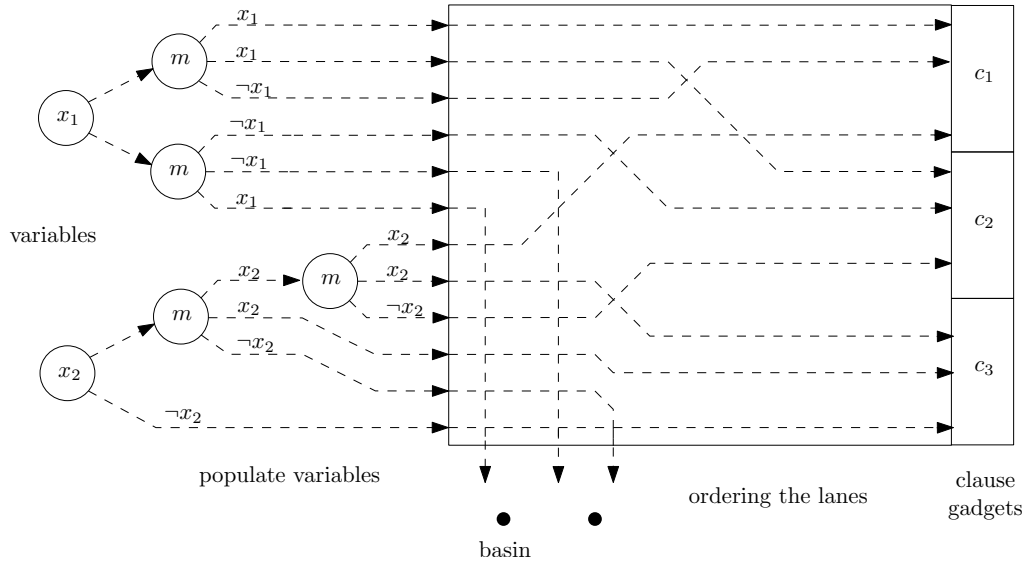 x₁
m
x₁
x₁
¬x₁
c₁
x₁
¬x₁
m
¬x₁
x₁
c₂
variables
x₂
x₂
m
x₂
¬x₂
m
x₂
x₂
¬x₂
c₃
x₂
¬x₂
populate variables
ordering the lanes
clause
gadgets
basin